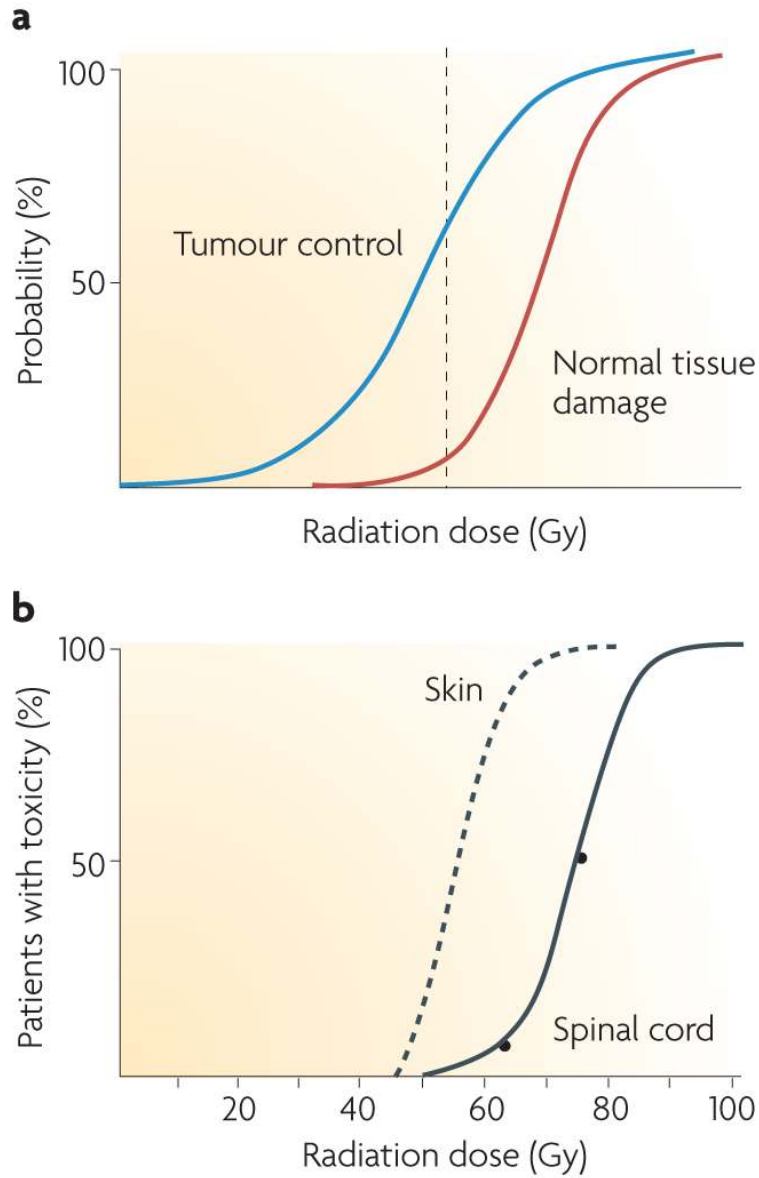 a
100
50
Probability (%)
Tumour control
Normal tissue
damage
Radiation dose (Gy)
b
100
50
Patients with toxicity (%)
Skin
Spinal cord
20 40 60 80 100
Radiation dose (Gy)